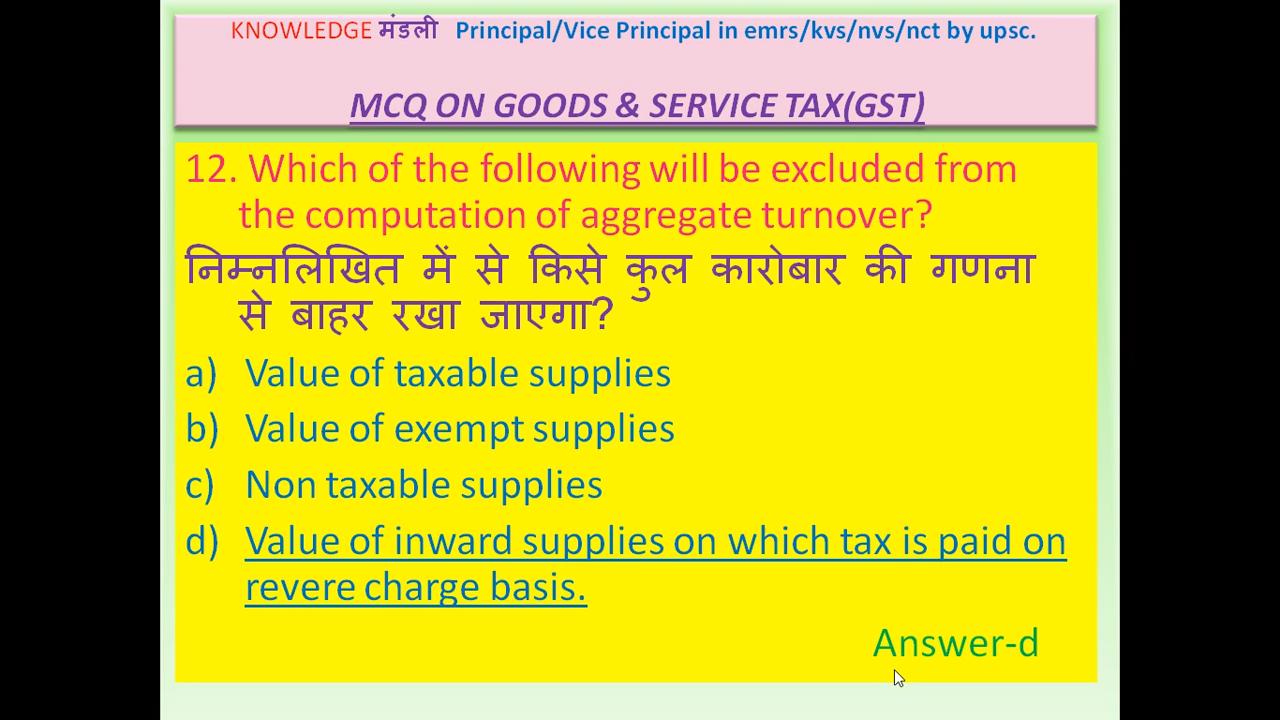 KNOWLEDGE मंडली Principal/Vice Principal in emrs/kvs/nvs/nct by upsc.
MCQ ON GOODS & SERVICE TAX(GST)
12. Which of the following will be excluded from
the computation of aggregate turnover?
निम्नलिखित में से किसे कुल कारोबार की गणना
से बाहर रखा जाएगा?
a) Value of taxable supplies
b) Value of exempt supplies
c) Non taxable supplies
d) Value of inward supplies on which tax is paid on
revere charge basis.
Answer-d